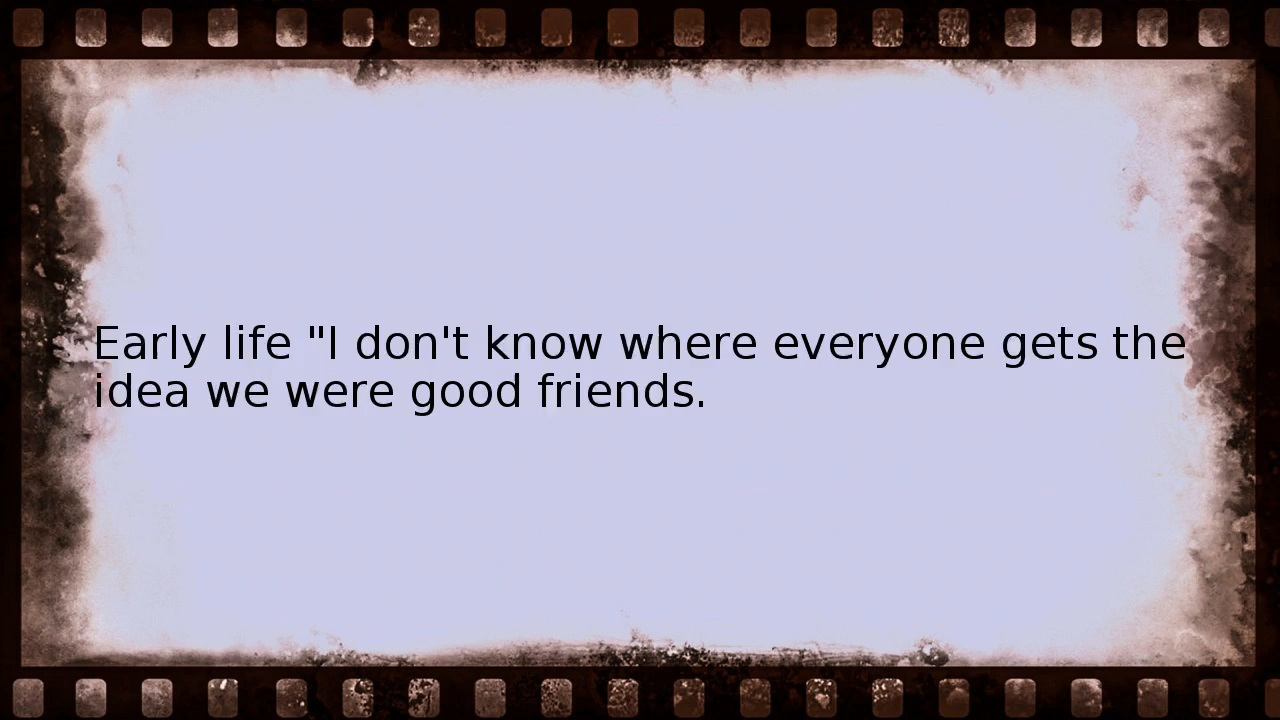 Early life "I don't know where everyone gets the
idea we were good friends.